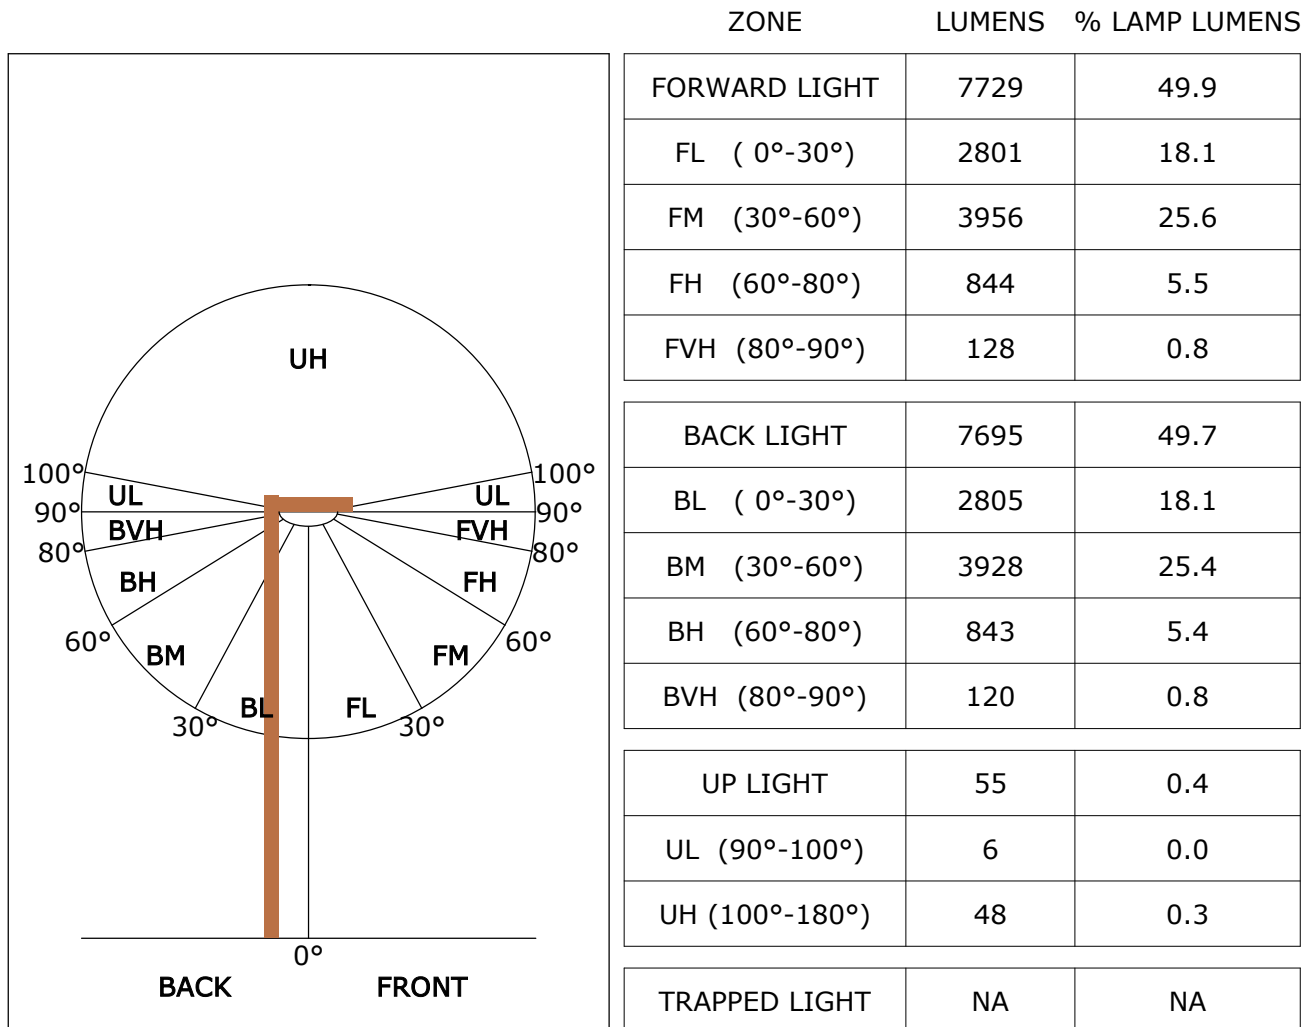 ZONE LUMENS % LAMP LUMENS
FORWARD LIGHT 7729 49.9
FL ( 0°-30°) 2801 18.1
FM (30°-60°) 3956 25.6
FH (60°-80°) 844 5.5
FVH (80°-90°) 128 0.8
BACK LIGHT 7695 49.7
BL ( 0°-30°) 2805 18.1
BM (30°-60°) 3928 25.4
BH (60°-80°) 843 5.4
BVH (80°-90°) 120 0.8
UP LIGHT 55 0.4
UL (90°-100°) 6 0.0
UH (100°-180°) 48 0.3
TRAPPED LIGHT NA NA
UH
100° 100°
UL UL
90° 90°
BVH FVH
80° 80°
BH FH
60° 60°
BM FM
BL FL
30° 30°
0°
BACK FRONT